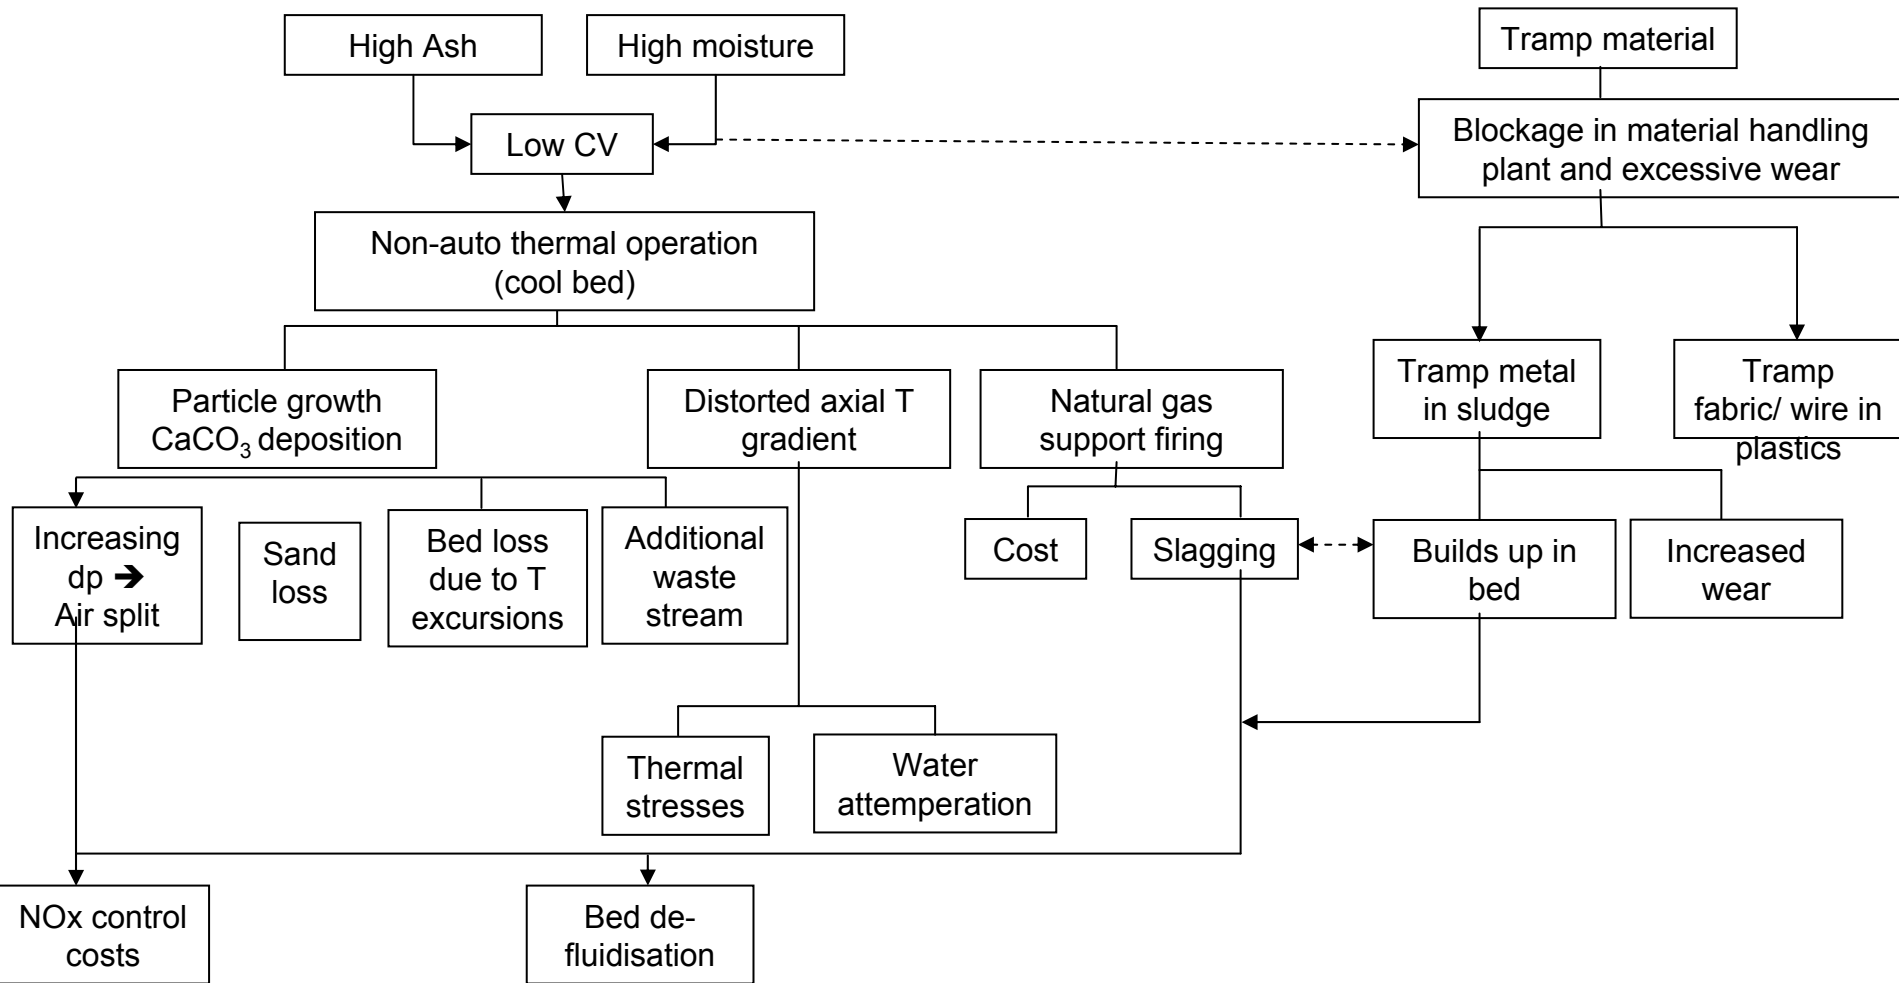 High Ash
High moisture
Tramp material
Low CV
Blockage in material handling
plant and excessive wear
Non-auto thermal operation
(cool bed)
Particle growth
CaCO₃ deposition
Distorted axial T
gradient
Natural gas
support firing
Tramp metal
in sludge
Tramp
fabric/ wire in
plastics
Increasing
dp ➔
Air split
Sand
loss
Bed loss
due to T
excursions
Additional
waste
stream
Cost
Slagging
Builds up in
bed
Increased
wear
Thermal
stresses
Water
attemperation
NOx control
costs
Bed de-
fluidisation